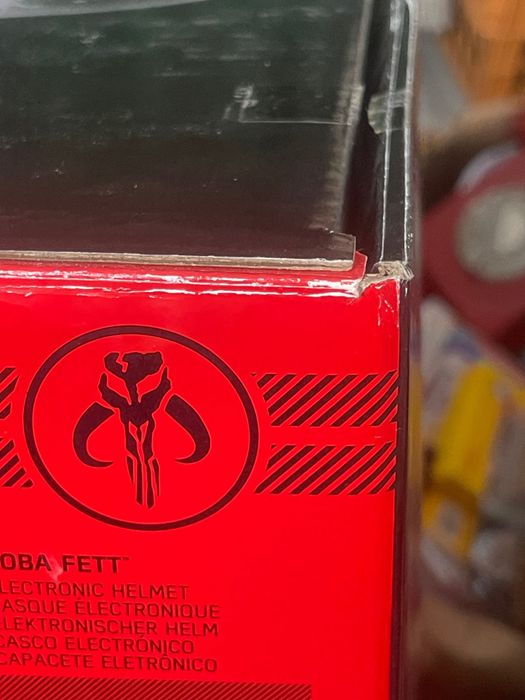 OBA FETT™
LECTRONIC HELMET
ASQUE ÉLECTRONIQUE
LEKTRONISCHER HELM
CASCO ELECTRÓNICO
CAPACETE ELETRÔNICO